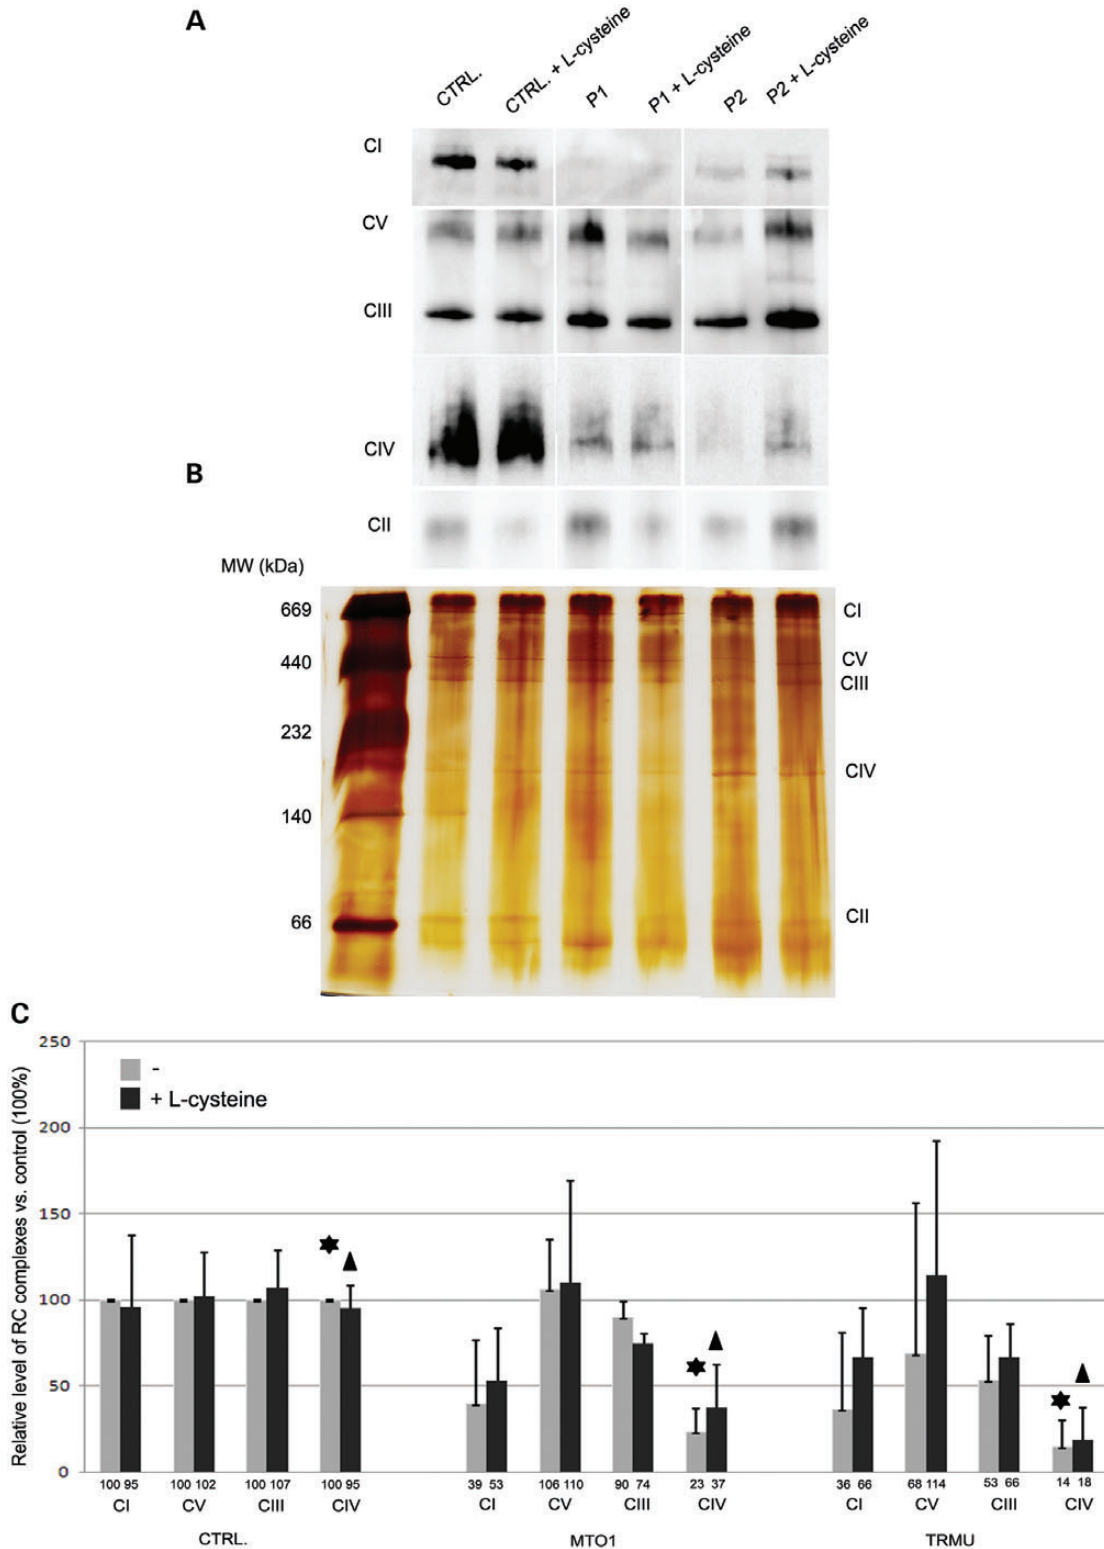 A
CTRL.
CTRL. + L-cysteine
P1
P1 + L-cysteine
P2
P2 + L-cysteine
CI
CV
CIII
CIV
B
CII
MW (kDa)
669
CI
440
CV
CIII
232
CIV
140
66
CII
C
Relative level of RC complexes vs. control (100%)
250
-
+ L-cysteine
200
150
100
50
0
100 95 100 102 100 107 100 95 39 53 106 110 90 74 23 37 36 66 68 114 53 66 14 18
CI CV CIII CIV CI CV CIII CIV CI CV CIII CIV
CTRL. MTO1 TRMU